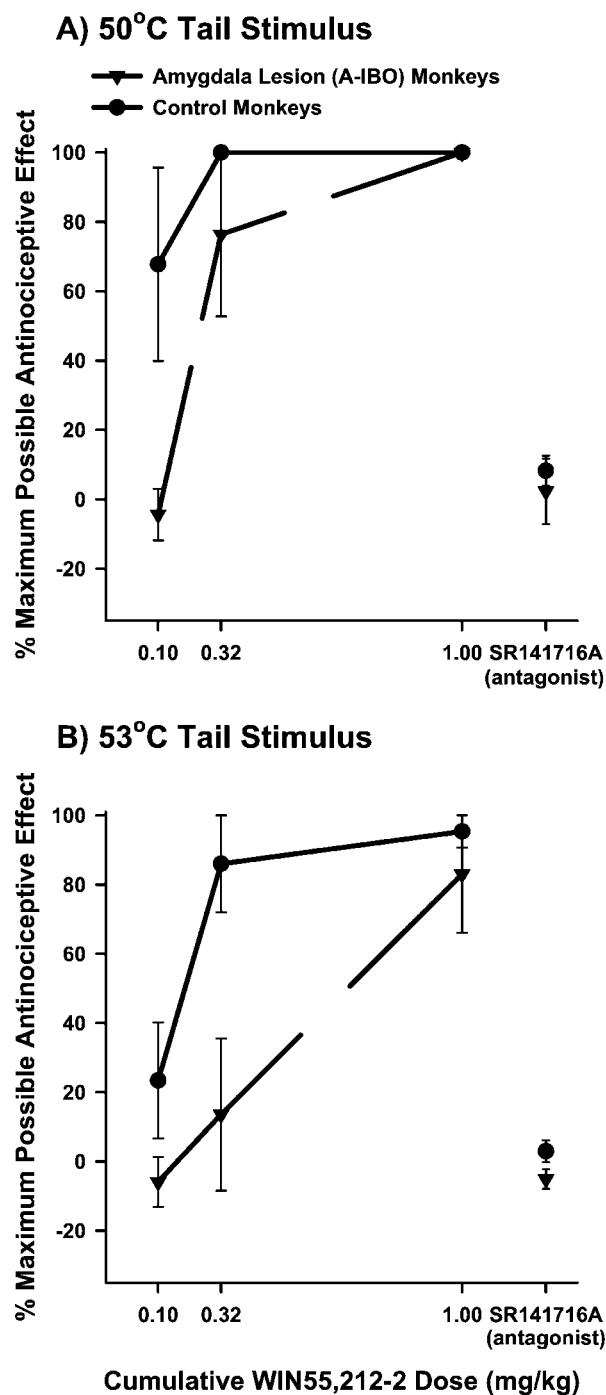 A) 50°C Tail Stimulus
Amygdala Lesion (A-IBO) Monkeys
Control Monkeys
% Maximum Possible Antinociceptive Effect
100
80
60
40
20
0
-20
0.10 0.32 1.00 SR141716A
(antagonist)
B) 53°C Tail Stimulus
% Maximum Possible Antinociceptive Effect
100
80
60
40
20
0
-20
0.10 0.32 1.00 SR141716A
(antagonist)
Cumulative WIN55,212-2 Dose (mg/kg)